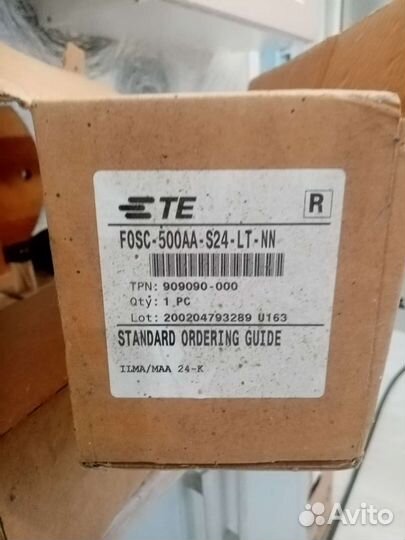 TE
R
FOSC-500AA-S24-LT-NN
TPN: 909090-000
Qty: 1 PC
Lot: 200204793289 U163
STANDARD ORDERING GUIDE
ILMA/MAA 24-K
Avito